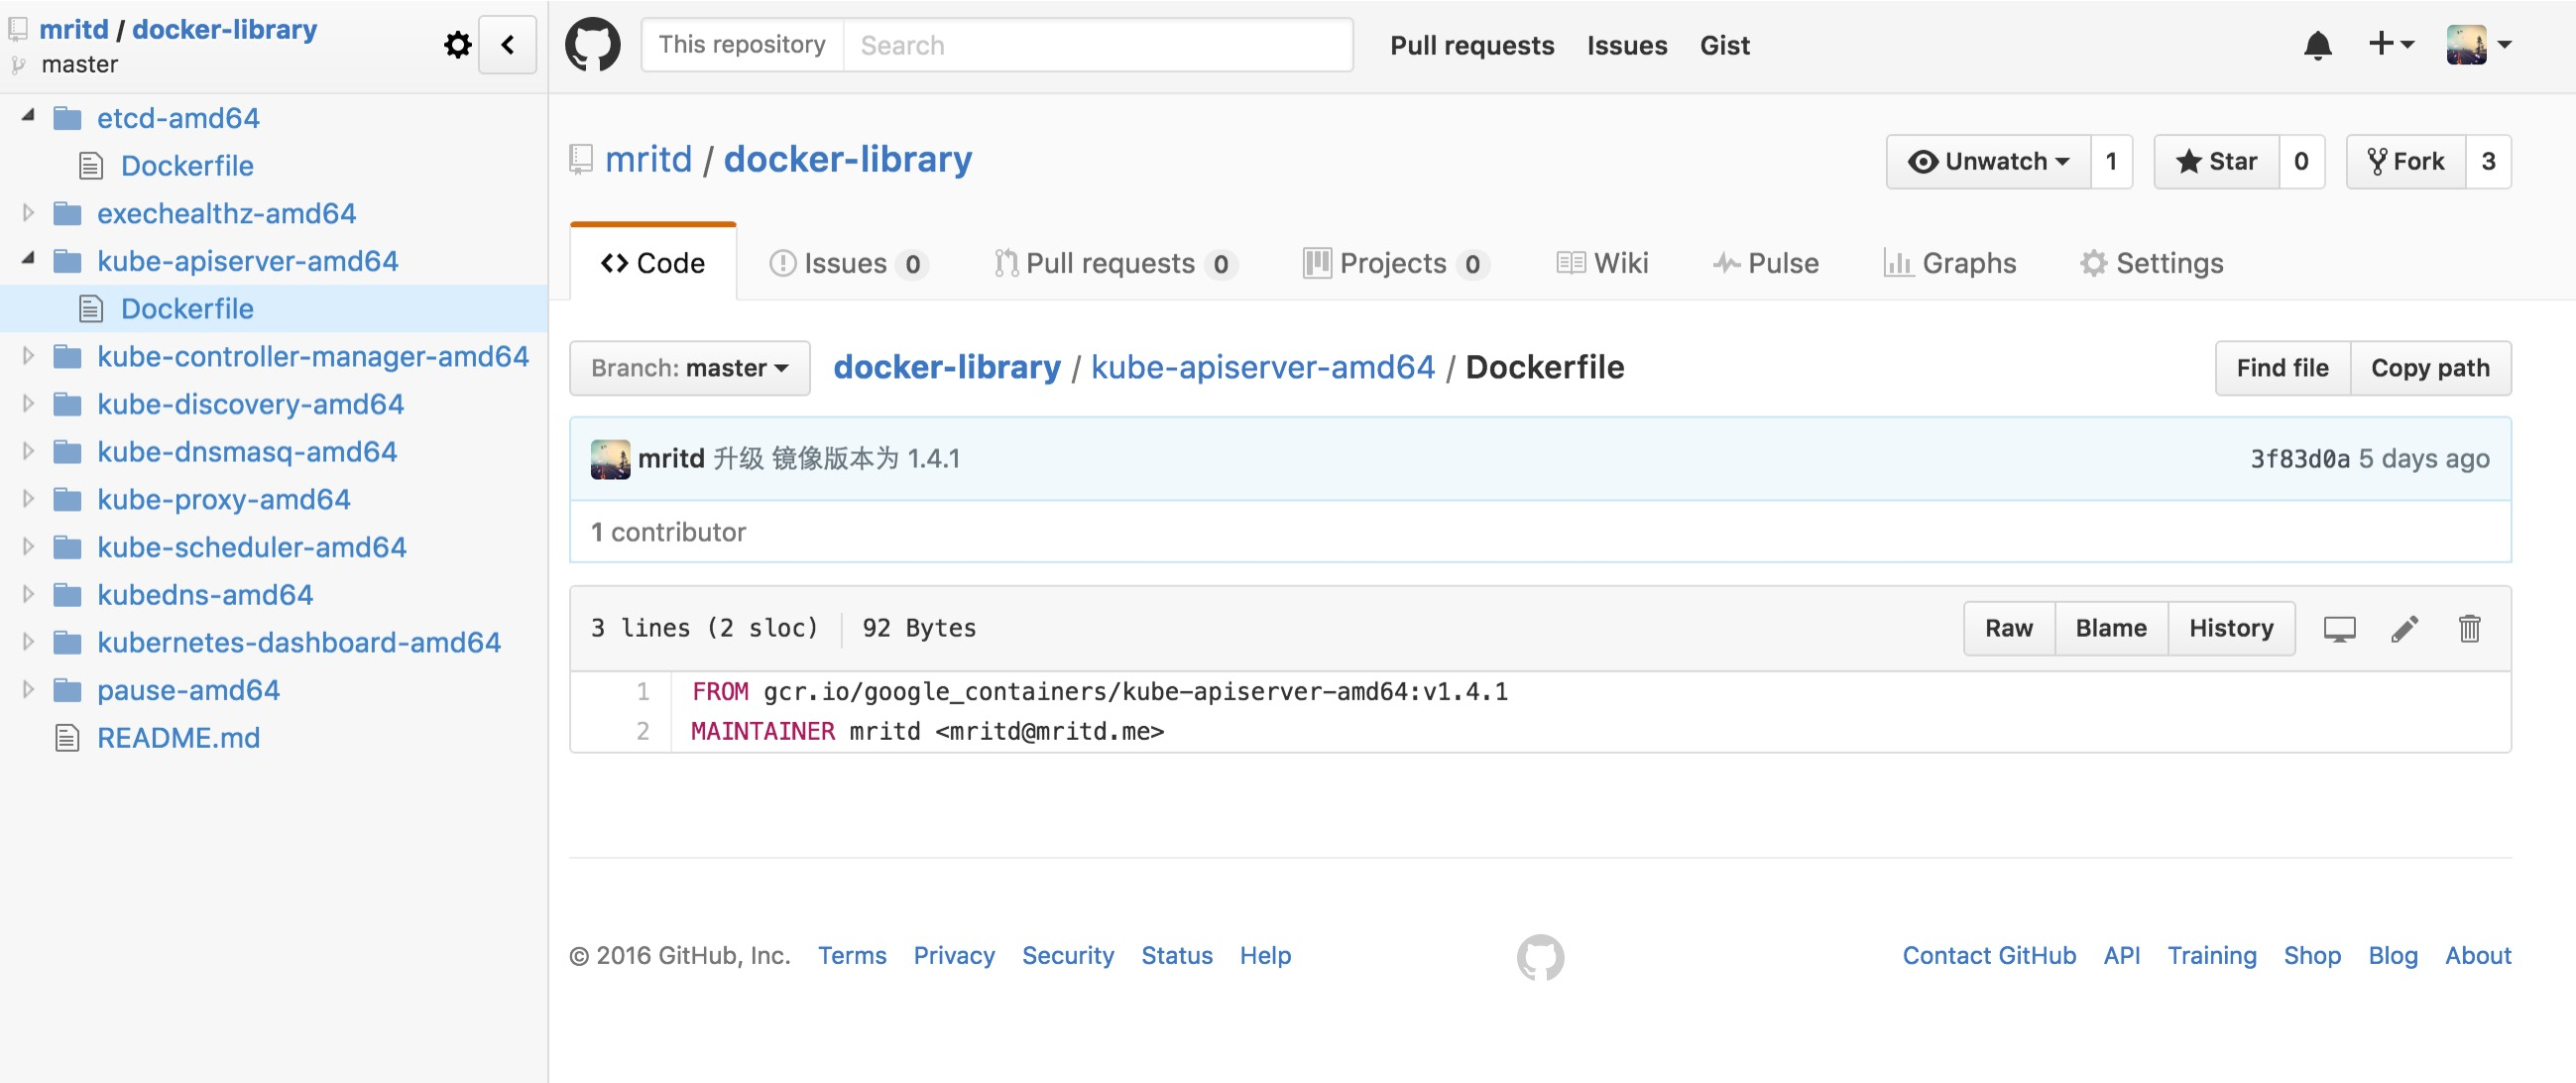 mritd / docker-library
master
etcd-amd64
Dockerfile
exechealthz-amd64
kube-apiserver-amd64
Dockerfile
kube-controller-manager-amd64
kube-discovery-amd64
kube-dnsmasq-amd64
kube-proxy-amd64
kube-scheduler-amd64
kubedns-amd64
kubernetes-dashboard-amd64
pause-amd64
README.md
This repository Search Pull requests Issues Gist
mritd / docker-library Unwatch 1 Star 0 Fork 3
Code Issues 0 Pull requests 0 Projects 0 Wiki Pulse Graphs Settings
Branch: master docker-library / kube-apiserver-amd64 / Dockerfile Find file Copy path
mritd 升级 镜像版本为 1.4.1 3f83d0a 5 days ago
1 contributor
3 lines (2 sloc) 92 Bytes Raw Blame History
1 FROM gcr.io/google_containers/kube-apiserver-amd64:v1.4.1
2 MAINTAINER mritd <mritd@mritd.me>
© 2016 GitHub, Inc. Terms Privacy Security Status Help Contact GitHub API Training Shop Blog About